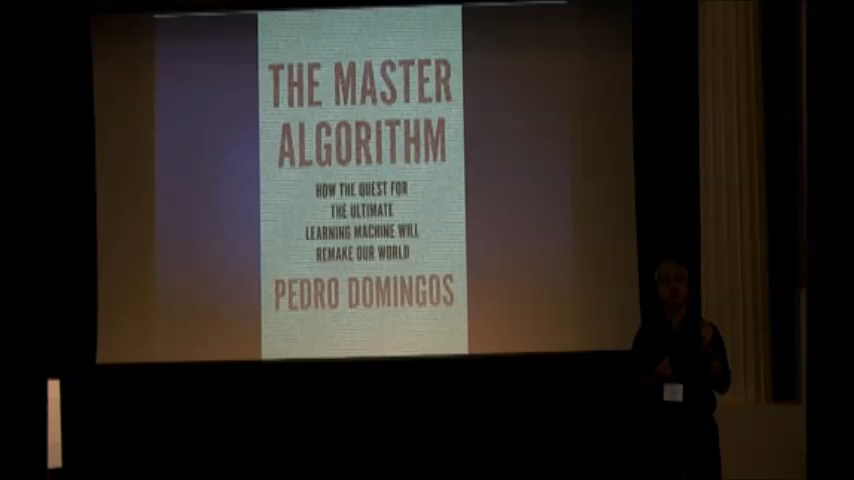 THE MASTER
ALGORITHM
HOW THE QUEST FOR
THE ULTIMATE
LEARNING MACHINE WILL
REMAKE OUR WORLD
PEDRO DOMINGOS